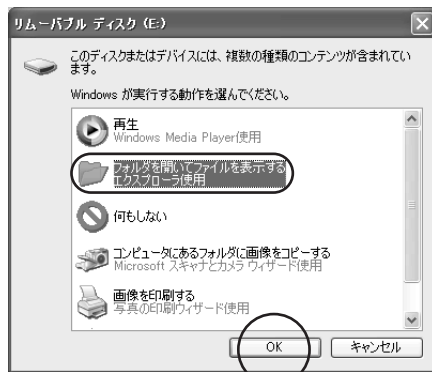 リムーバブル ディスク (E:)
このディスクまたはデバイスには、複数の種類のコンテンツが含まれてい
ます。
Windows が実行する動作を選んでください。
再生
Windows Media Player使用
フォルダを開いてファイルを表示する
エクスプローラ使用
何もしない
コンピュータにあるフォルダに画像をコピーする
Microsoft スキャナとカメラ ウィザード使用
画像を印刷する
写真の印刷ウィザード使用
OK
キャンセル